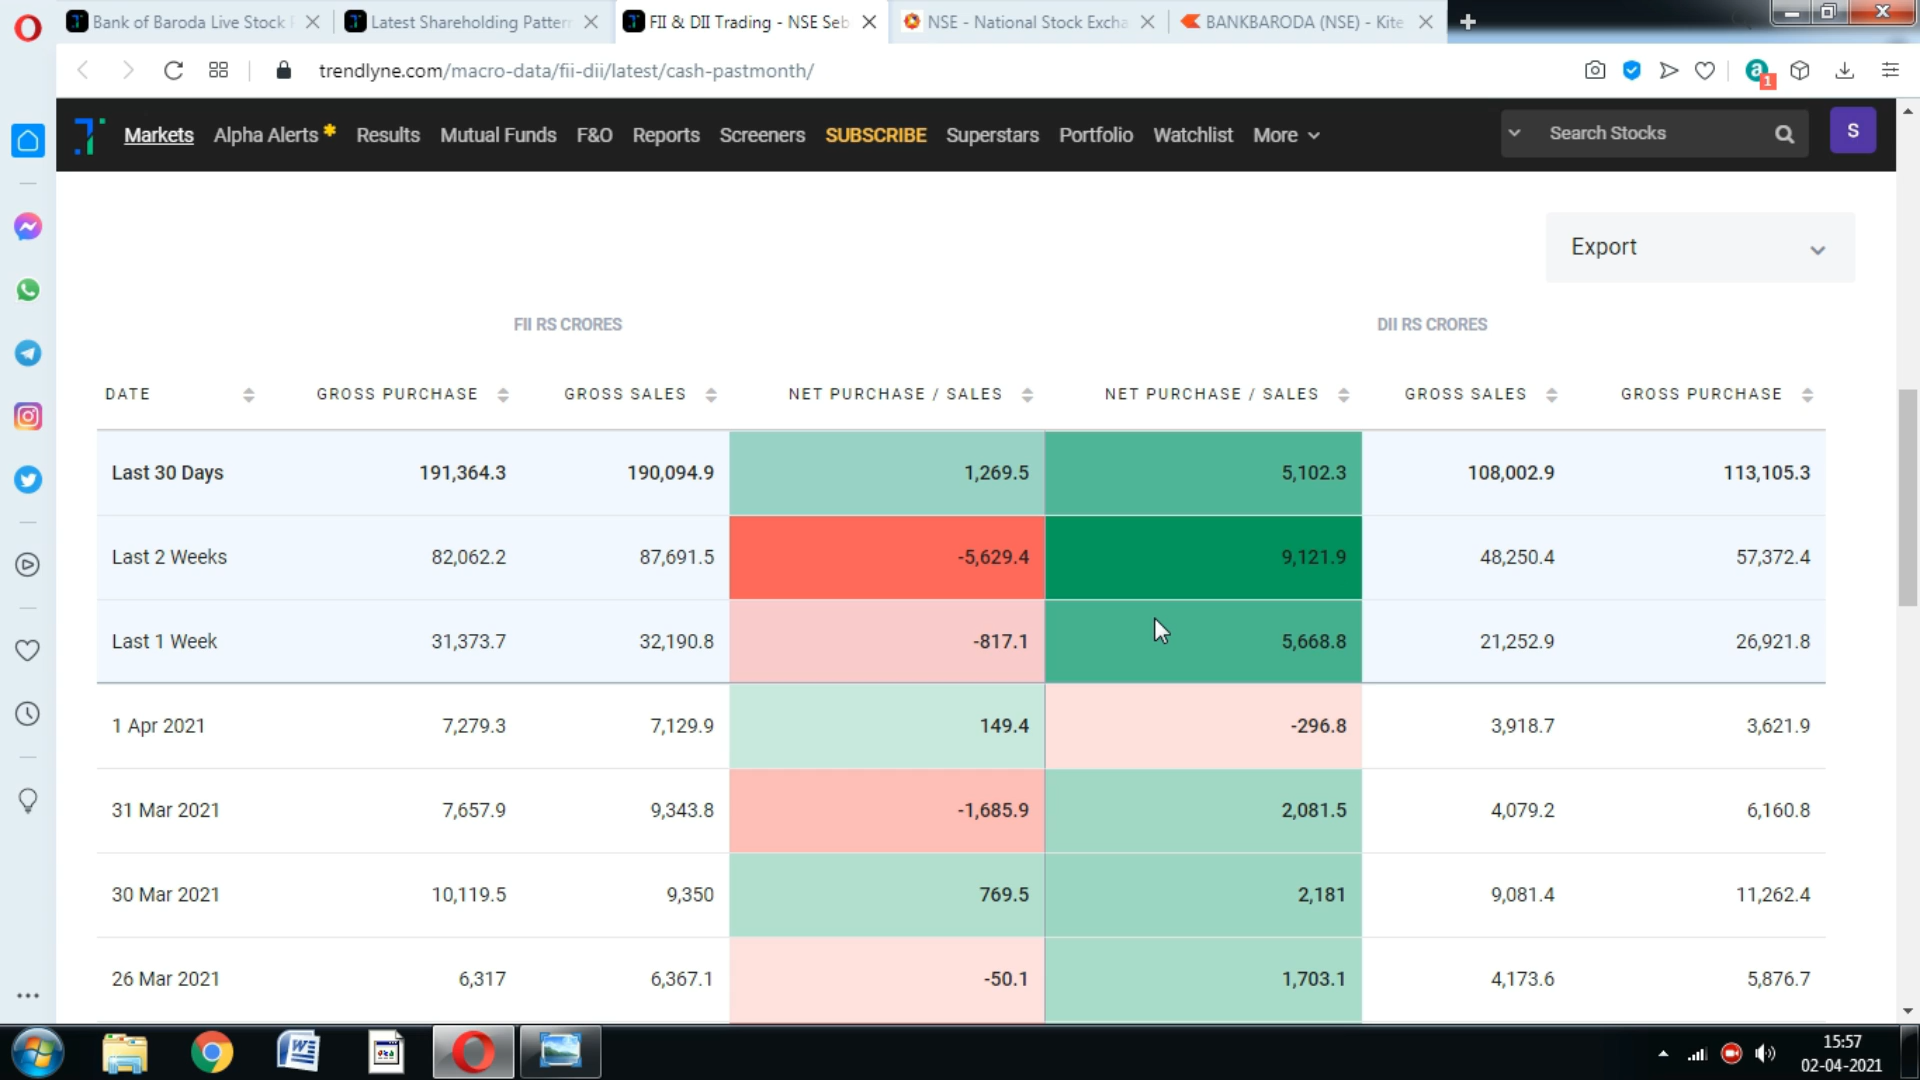 Bank of Baroda Live Stock P
Latest Shareholding Pattern
FII & DII Trading - NSE Seb
NSE - National Stock Excha
BANKBARODA (NSE) - Kite
trendlyne.com/macro-data/fii-dii/latest/cash-pastmonth/
a 1
Markets Alpha Alerts Results Mutual Funds F&O Reports Screeners SUBSCRIBE Superstars Portfolio Watchlist More
Search Stocks
S
Export
FII RS CRORES DII RS CRORES
DATE GROSS PURCHASE GROSS SALES NET PURCHASE / SALES NET PURCHASE / SALES GROSS SALES GROSS PURCHASE
Last 30 Days 191,364.3 190,094.9 1,269.5 5,102.3 108,002.9 113,105.3
Last 2 Weeks 82,062.2 87,691.5 -5,629.4 9,121.9 48,250.4 57,372.4
Last 1 Week 31,373.7 32,190.8 -817.1 5,668.8 21,252.9 26,921.8
1 Apr 2021 7,279.3 7,129.9 149.4 -296.8 3,918.7 3,621.9
31 Mar 2021 7,657.9 9,343.8 -1,685.9 2,081.5 4,079.2 6,160.8
30 Mar 2021 10,119.5 9,350 769.5 2,181 9,081.4 11,262.4
26 Mar 2021 6,317 6,367.1 -50.1 1,703.1 4,173.6 5,876.7
15:57
02-04-2021